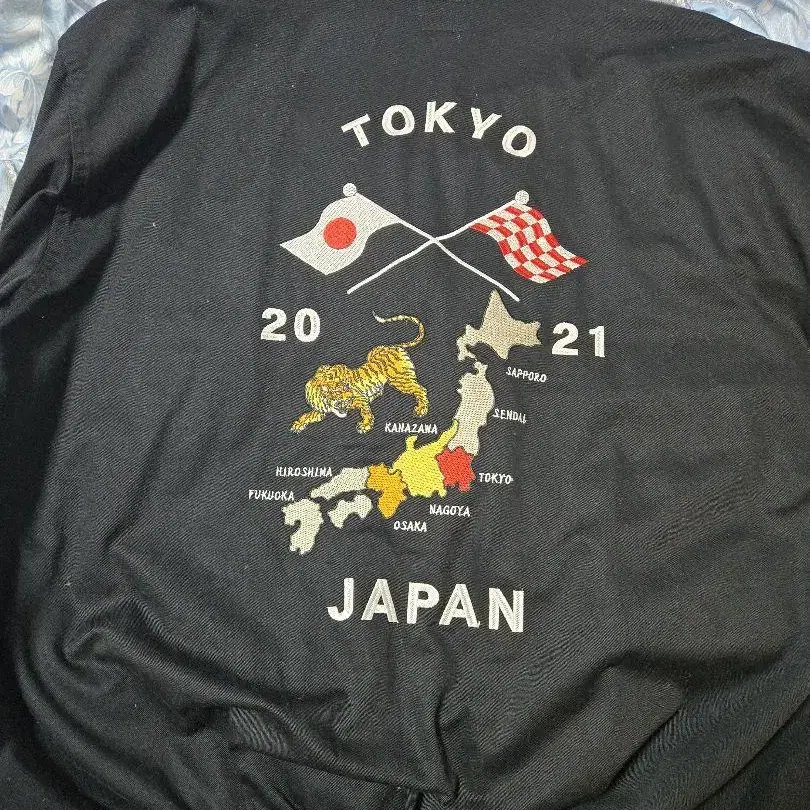 TOKYO
20 21
SAPPORO
SENDAI
KANAZAWA
HIROSHIMA
TOKYO
FUKUOKA
NAGOYA
OSAKA
JAPAN